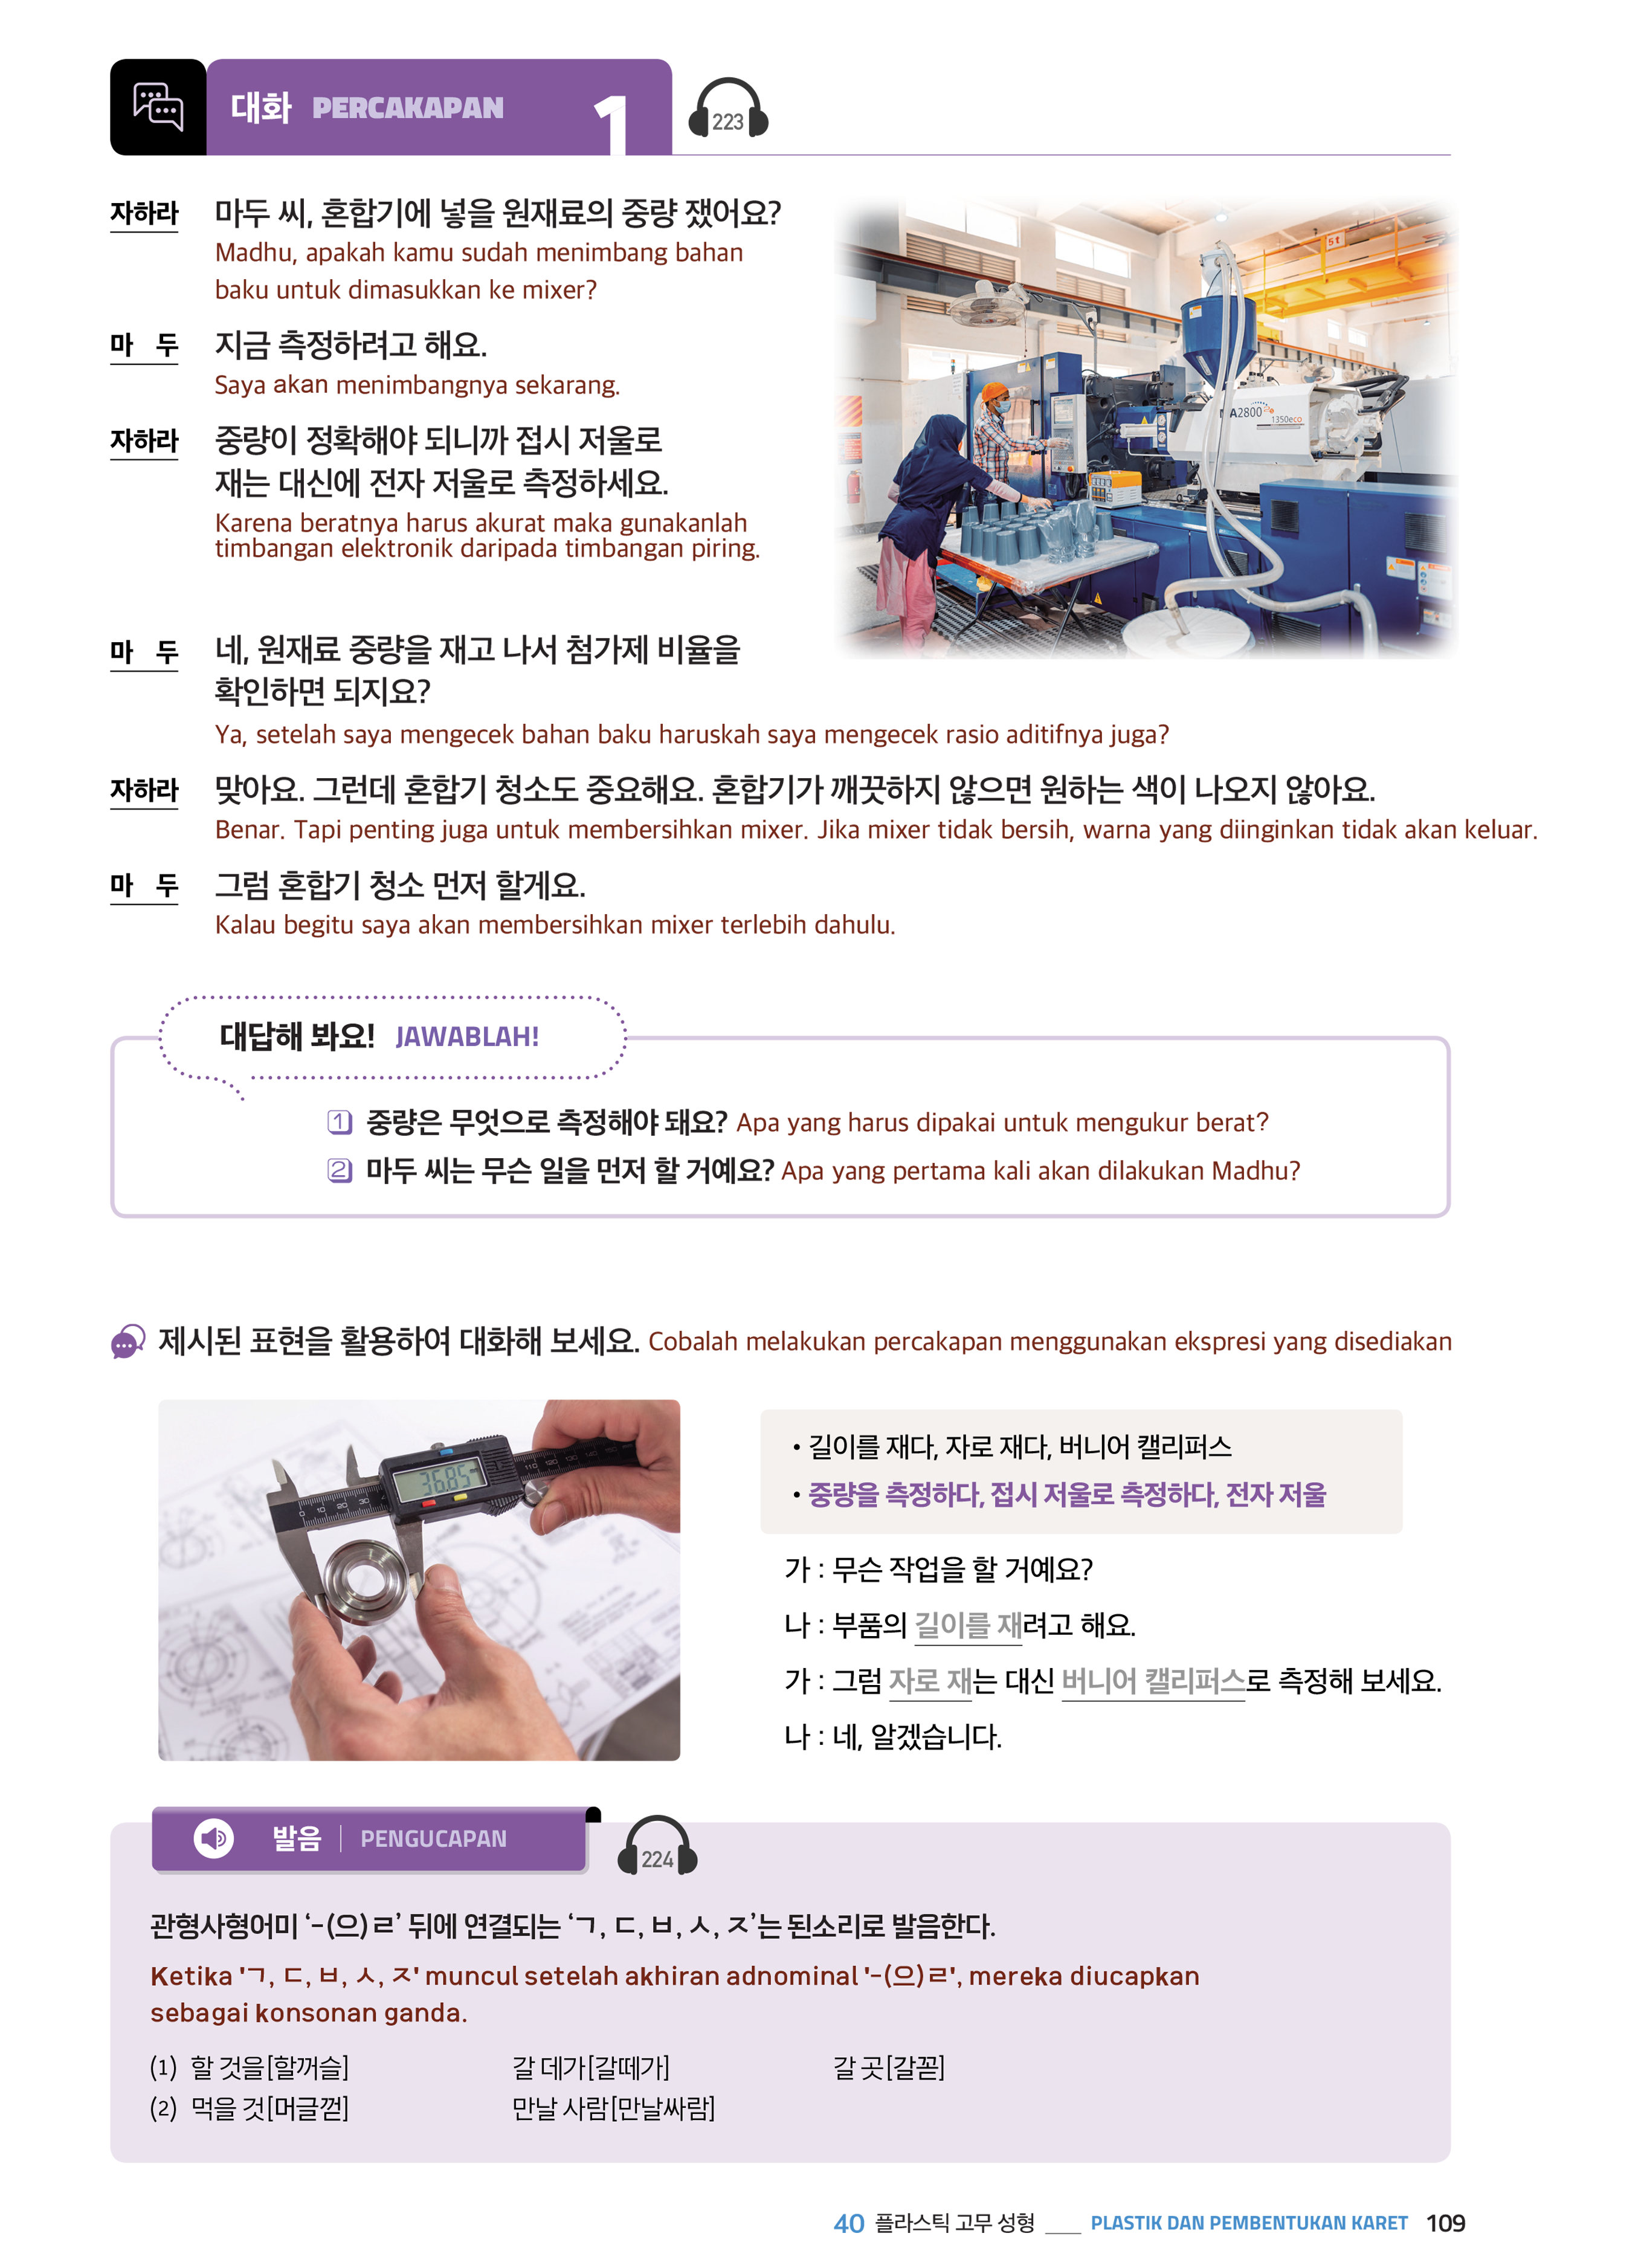 대화 PERCAKAPAN 1
223
자하라 마두 씨, 혼합기에 넣을 원재료의 중량 쟀어요?
Madhu, apakah kamu sudah menimbang bahan
baku untuk dimasukkan ke mixer?
마 두 지금 측정하려고 해요.
Saya akan menimbangnya sekarang.
자하라 중량이 정확해야 되니까 접시 저울로
재는 대신에 전자 저울로 측정하세요.
Karena beratnya harus akurat maka gunakanlah
timbangan elektronik daripada timbangan piring.
5t
MA2800
1350eco
마 두 네, 원재료 중량을 재고 나서 첨가제 비율을
확인하면 되지요?
Ya, setelah saya mengecek bahan baku haruskah saya mengecek rasio aditifnya juga?
자하라 맞아요. 그런데 혼합기 청소도 중요해요. 혼합기가 깨끗하지 않으면 원하는 색이 나오지 않아요.
Benar. Tapi penting juga untuk membersihkan mixer. Jika mixer tidak bersih, warna yang diinginkan tidak akan keluar.
마 두 그럼 혼합기 청소 먼저 할게요.
Kalau begitu saya akan membersihkan mixer terlebih dahulu.
대답해 봐요! JAWABLAH!
1 중량은 무엇으로 측정해야 돼요? Apa yang harus dipakai untuk mengukur berat?
2 마두 씨는 무슨 일을 먼저 할 거예요? Apa yang pertama kali akan dilakukan Madhu?
제시된 표현을 활용하여 대화해 보세요. Cobalah melakukan percakapan menggunakan ekspresi yang disediakan
36.85
• 길이를 재다, 자로 재다, 버니어 캘리퍼스
• 중량을 측정하다, 접시 저울로 측정하다, 전자 저울
가 : 무슨 작업을 할 거예요?
나 : 부품의 길이를 재려고 해요.
가 : 그럼 자로 재는 대신 버니어 캘리퍼스로 측정해 보세요.
나 : 네, 알겠습니다.
발음 | PENGUCAPAN
224
관형사형어미 ‘-(으)ㄹ’ 뒤에 연결되는 ‘ㄱ, ㄷ, ㅂ, ㅅ, ㅈ’는 된소리로 발음한다.
Ketika 'ㄱ, ㄷ, ㅂ, ㅅ, ㅈ' muncul setelah akhiran adnominal '-(으)ㄹ', mereka diucapkan
sebagai konsonan ganda.
(1) 할 것을[할꺼슬] 갈 데가[갈떼가] 갈 곳[갈꼳]
(2) 먹을 것[머글껃] 만날 사람[만날싸람]
40 플라스틱 고무 성형 ___ PLASTIK DAN PEMBENTUKAN KARET 109